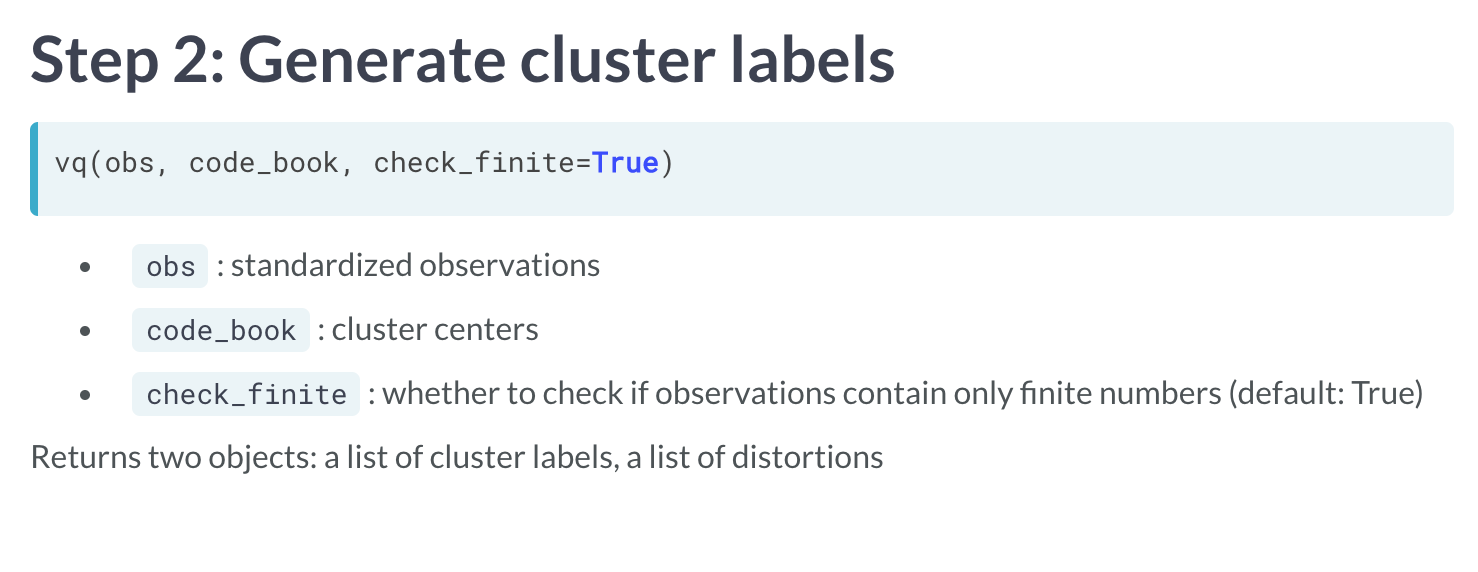 Step 2: Generate cluster labels
vq(obs, code_book, check_finite=True)
• obs : standardized observations
• code_book : cluster centers
• check_finite : whether to check if observations contain only finite numbers (default: True)
Returns two objects: a list of cluster labels, a list of distortions